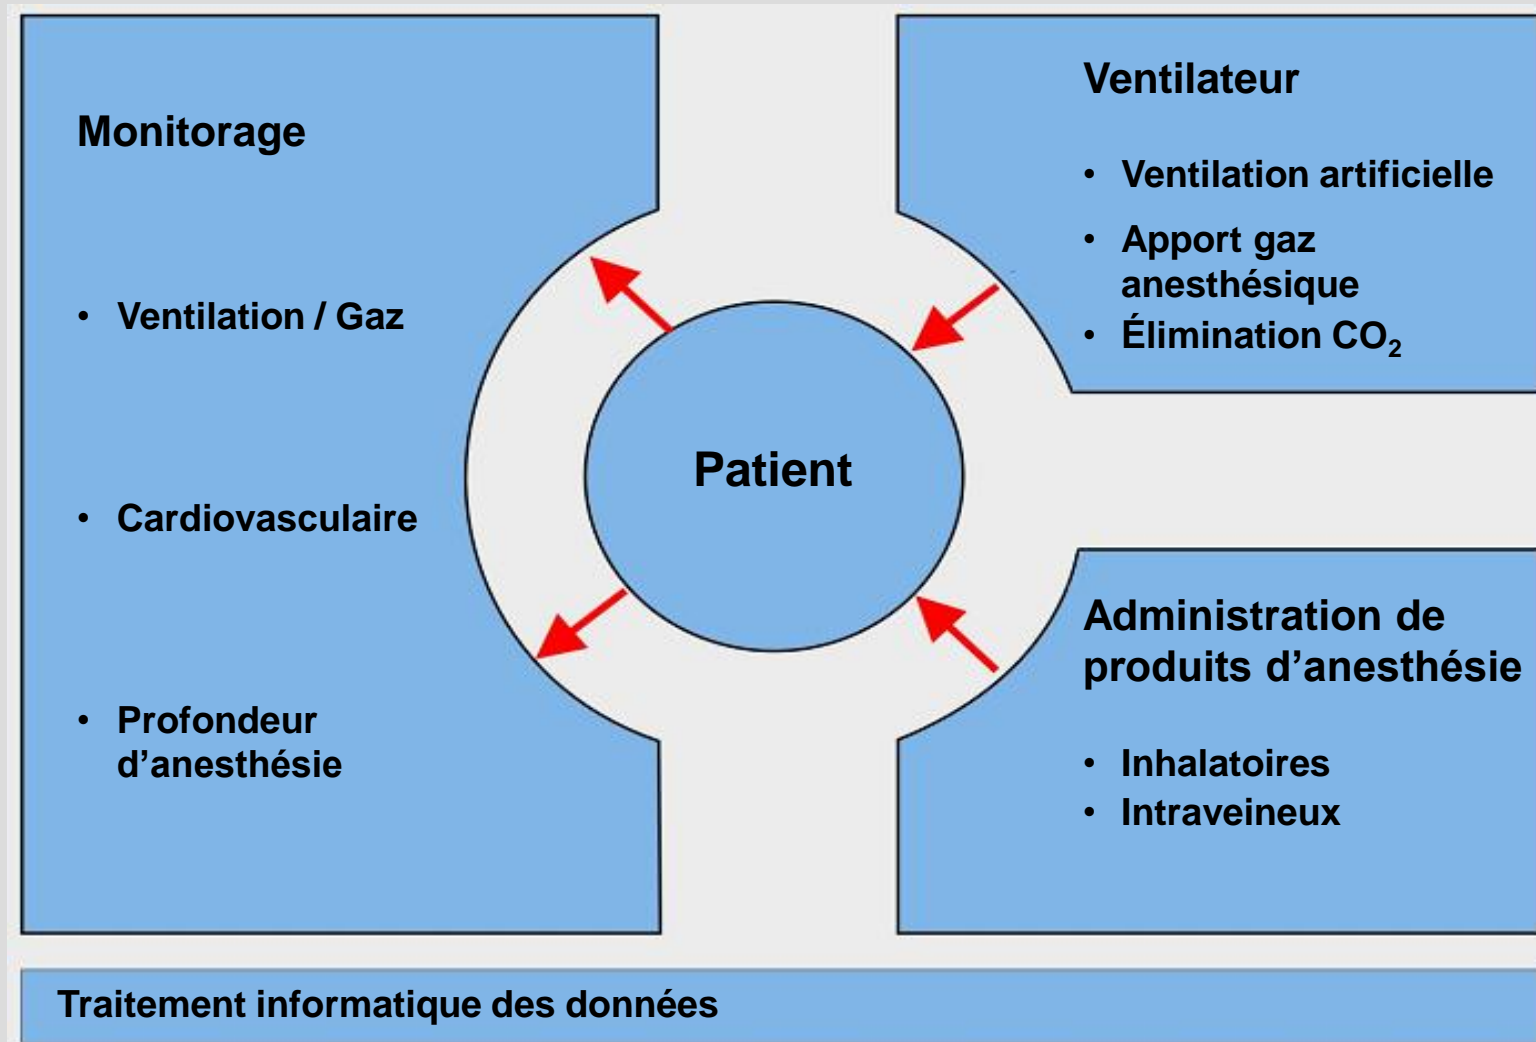 Monitorage
• Ventilation / Gaz
• Cardiovasculaire
• Profondeur
d’anesthésie
Patient
Ventilateur
• Ventilation artificielle
• Apport gaz
anesthésique
• Élimination CO₂
Administration de
produits d’anesthésie
• Inhalatoires
• Intraveineux
Traitement informatique des données